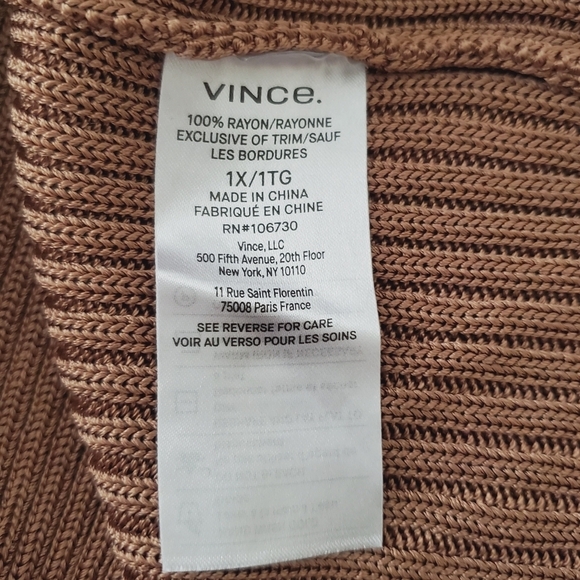 VINCe.
100% RAYON/RAYONNE
EXCLUSIVE OF TRIM/SAUF
LES BORDURES
1X/1TG
MADE IN CHINA
FABRIQUÉ EN CHINE
RN#106730
Vince, LLC
500 Fifth Avenue, 20th Floor
New York, NY 10110
11 Rue Saint Florentin
75008 Paris France
SEE REVERSE FOR CARE
VOIR AU VERSO POUR LES SOINS